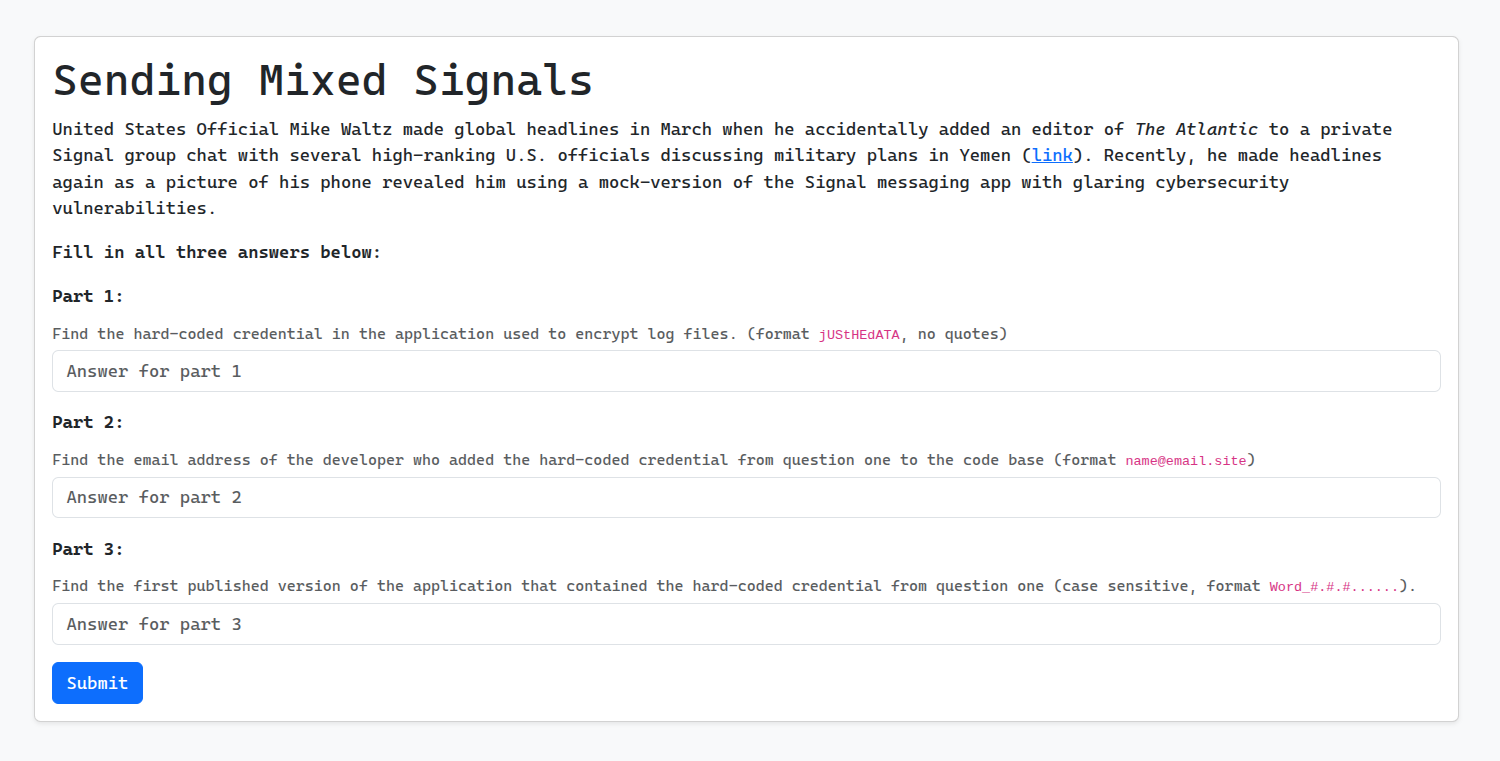 Sending Mixed Signals
United States Official Mike Waltz made global headlines in March when he accidentally added an editor of The Atlantic to a private
Signal group chat with several high-ranking U.S. officials discussing military plans in Yemen (link). Recently, he made headlines
again as a picture of his phone revealed him using a mock-version of the Signal messaging app with glaring cybersecurity
vulnerabilities.
Fill in all three answers below:
Part 1:
Find the hard-coded credential in the application used to encrypt log files. (format jUStHEdATA, no quotes)
Answer for part 1
Part 2:
Find the email address of the developer who added the hard-coded credential from question one to the code base (format name@email.site)
Answer for part 2
Part 3:
Find the first published version of the application that contained the hard-coded credential from question one (case sensitive, format Word_#.#.#......).
Answer for part 3
Submit